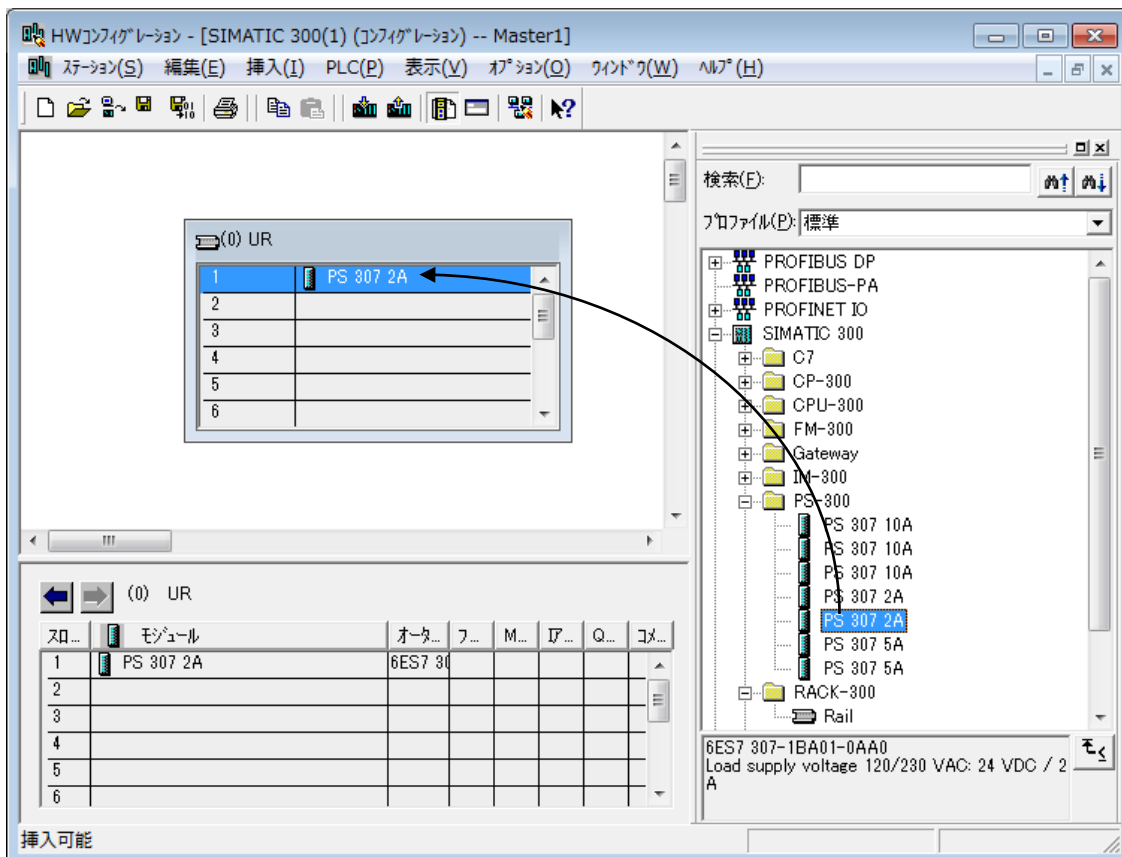 HWｺﾝﾌｨｸﾞﾚｰｼｮﾝ - [SIMATIC 300(1) (ｺﾝﾌｨｸﾞﾚｰｼｮﾝ) -- Master1]
ｽﾃｰｼｮﾝ(S) 編集(E) 挿入(I) PLC(P) 表示(V) ｵﾌﾟｼｮﾝ(O) ｳｨﾝﾄﾞｳ(W) ﾍﾙﾌﾟ(H)
(0) UR
1 PS 307 2A
2
3
4
5
6
(0) UR
ｽﾛ... ﾓｼﾞｭｰﾙ ｵｰﾀ... ﾌ... M... Iｱ... Q... ｺﾒ...
1 PS 307 2A 6ES7 30
2
3
4
5
6
検索(F):
ﾌﾟﾛﾌｧｲﾙ(P): 標準
PROFIBUS DP
PROFIBUS-PA
PROFINET IO
SIMATIC 300
C7
CP-300
CPU-300
FM-300
Gateway
IM-300
PS-300
PS 307 10A
PS 307 10A
PS 307 10A
PS 307 2A
PS 307 2A
PS 307 5A
PS 307 5A
RACK-300
Rail
6ES7 307-1BA01-0AA0
Load supply voltage 120/230 VAC: 24 VDC / 2
A
挿入可能